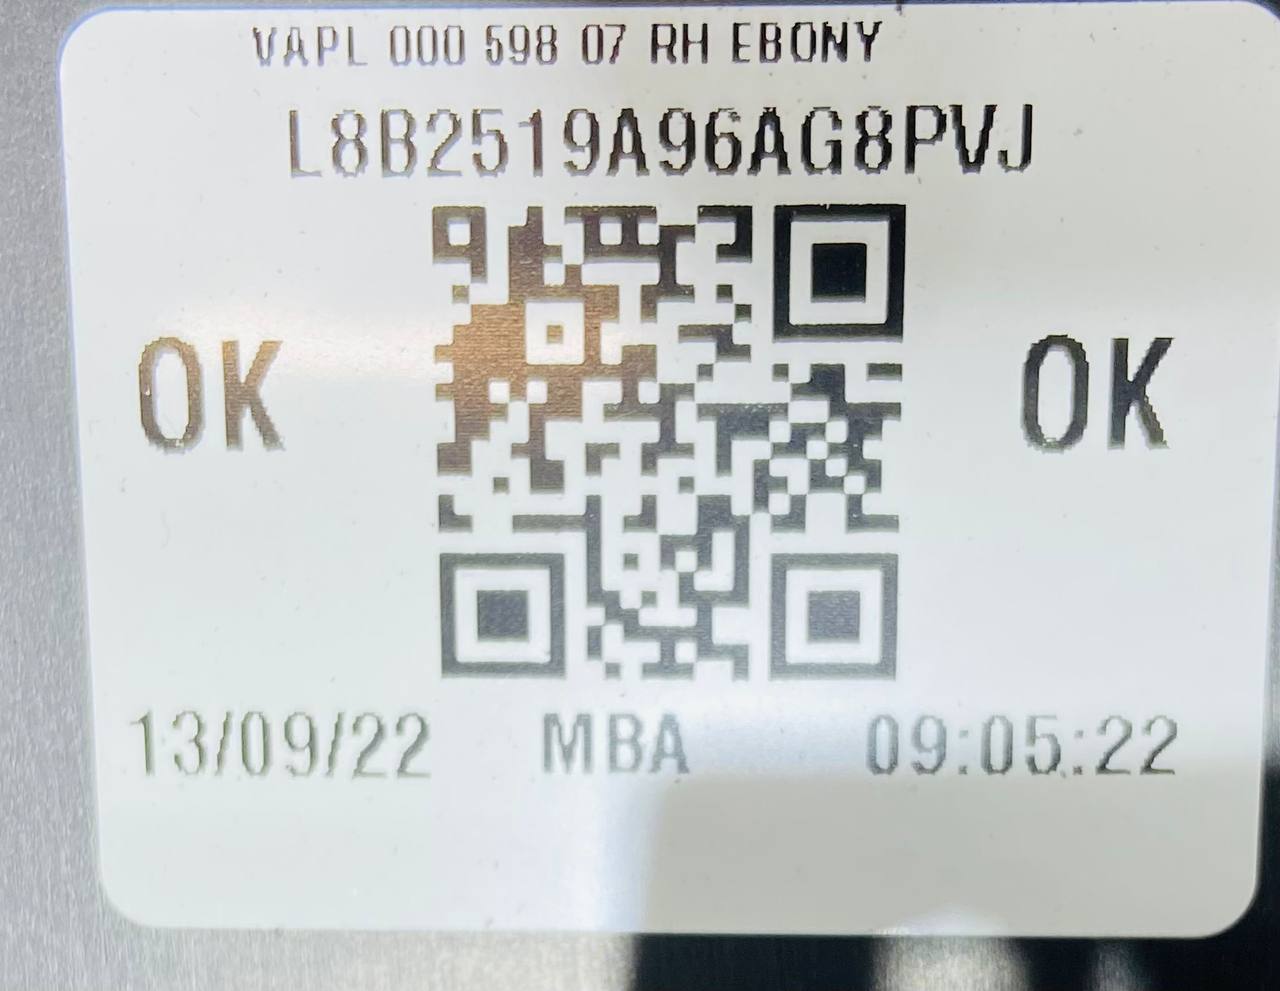 VAPL 000 598 07 RH EBONY
L8B2519A96AG8PVJ
OK OK
13/09/22 MBA 09:05:22